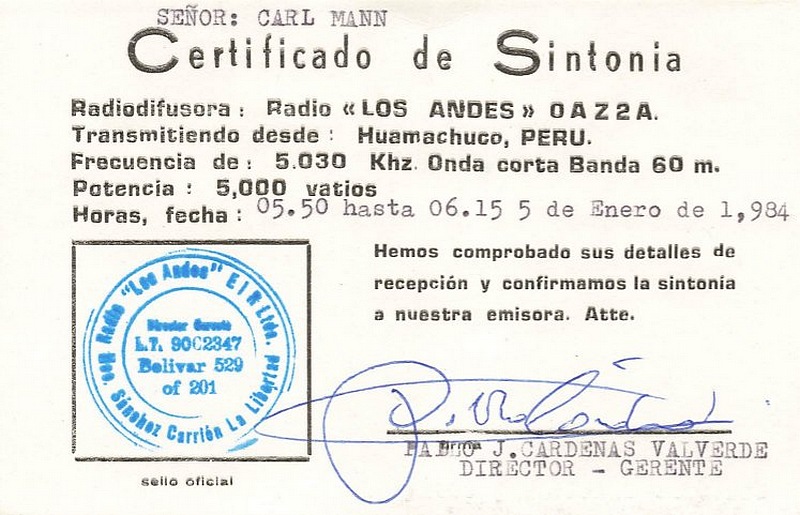 SEÑOR: CARL MANN
Certificado de Sintonia
Radiodifusora: Radio «LOS ANDES» OAZ2A.
Transmitiendo desde: Huamachuco, PERU.
Frecuencia de: 5.030 Khz. Onda corta Banda 60 m.
Potencia: 5,000 vatios
Horas, fecha: 05.50 hasta 06.15 5 de Enero de 1,984
Hemos comprobado sus detalles de
recepción y confirmamos la sintonía
a nuestra emisora. Atte.
Radio "Los Andes" E I R Ltda.
Director Gerente
L.T. 9002347
Bolivar 529
of 201
Sánchez Carrión La Libertad
PABLO J. CARDENAS VALVERDE
DIRECTOR - GERENTE
sello oficial